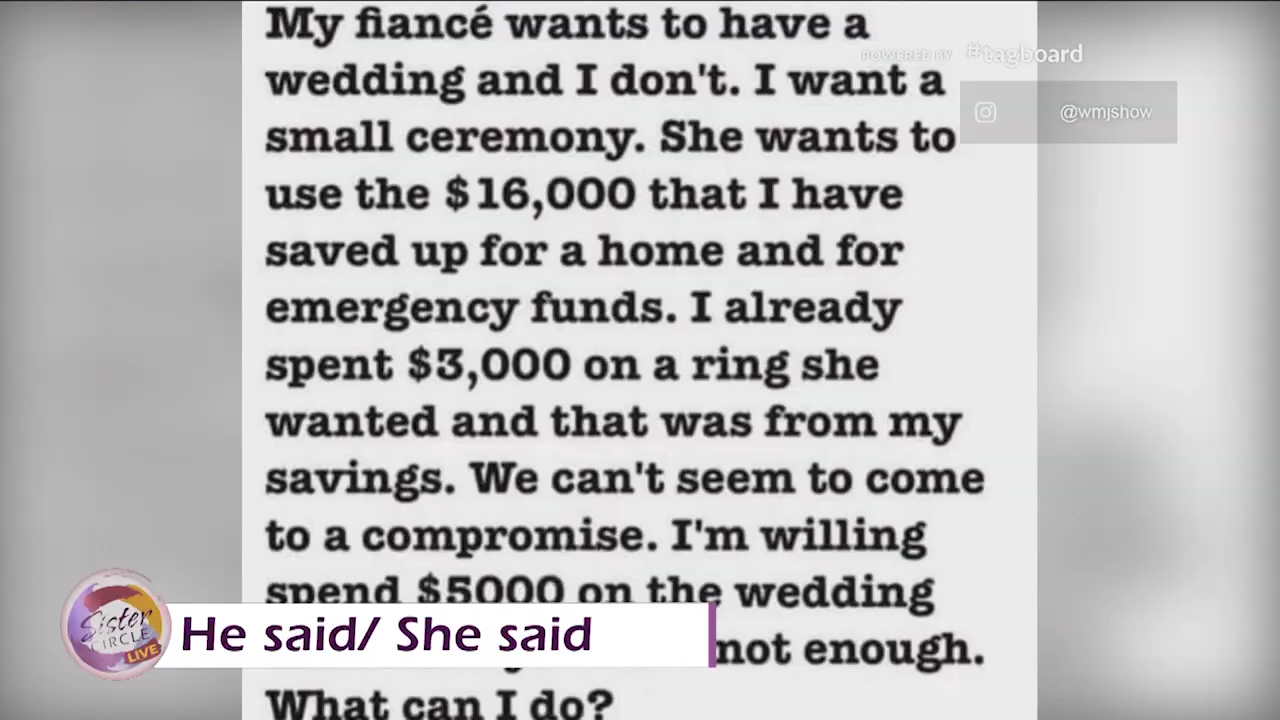 My fiancé wants to have a
wedding and I don't. I want a
small ceremony. She wants to
use the $16,000 that I have
saved up for a home and for
emergency funds. I already
spent $3,000 on a ring she
wanted and that was from my
savings. We can't seem to come
to a compromise. I'm willing
spend $5000 on the wedding
not enough.
What can I do?
POWERED BY #tagboard
@wmjshow
Sister
CIRCLE
LIVE
He said/ She said